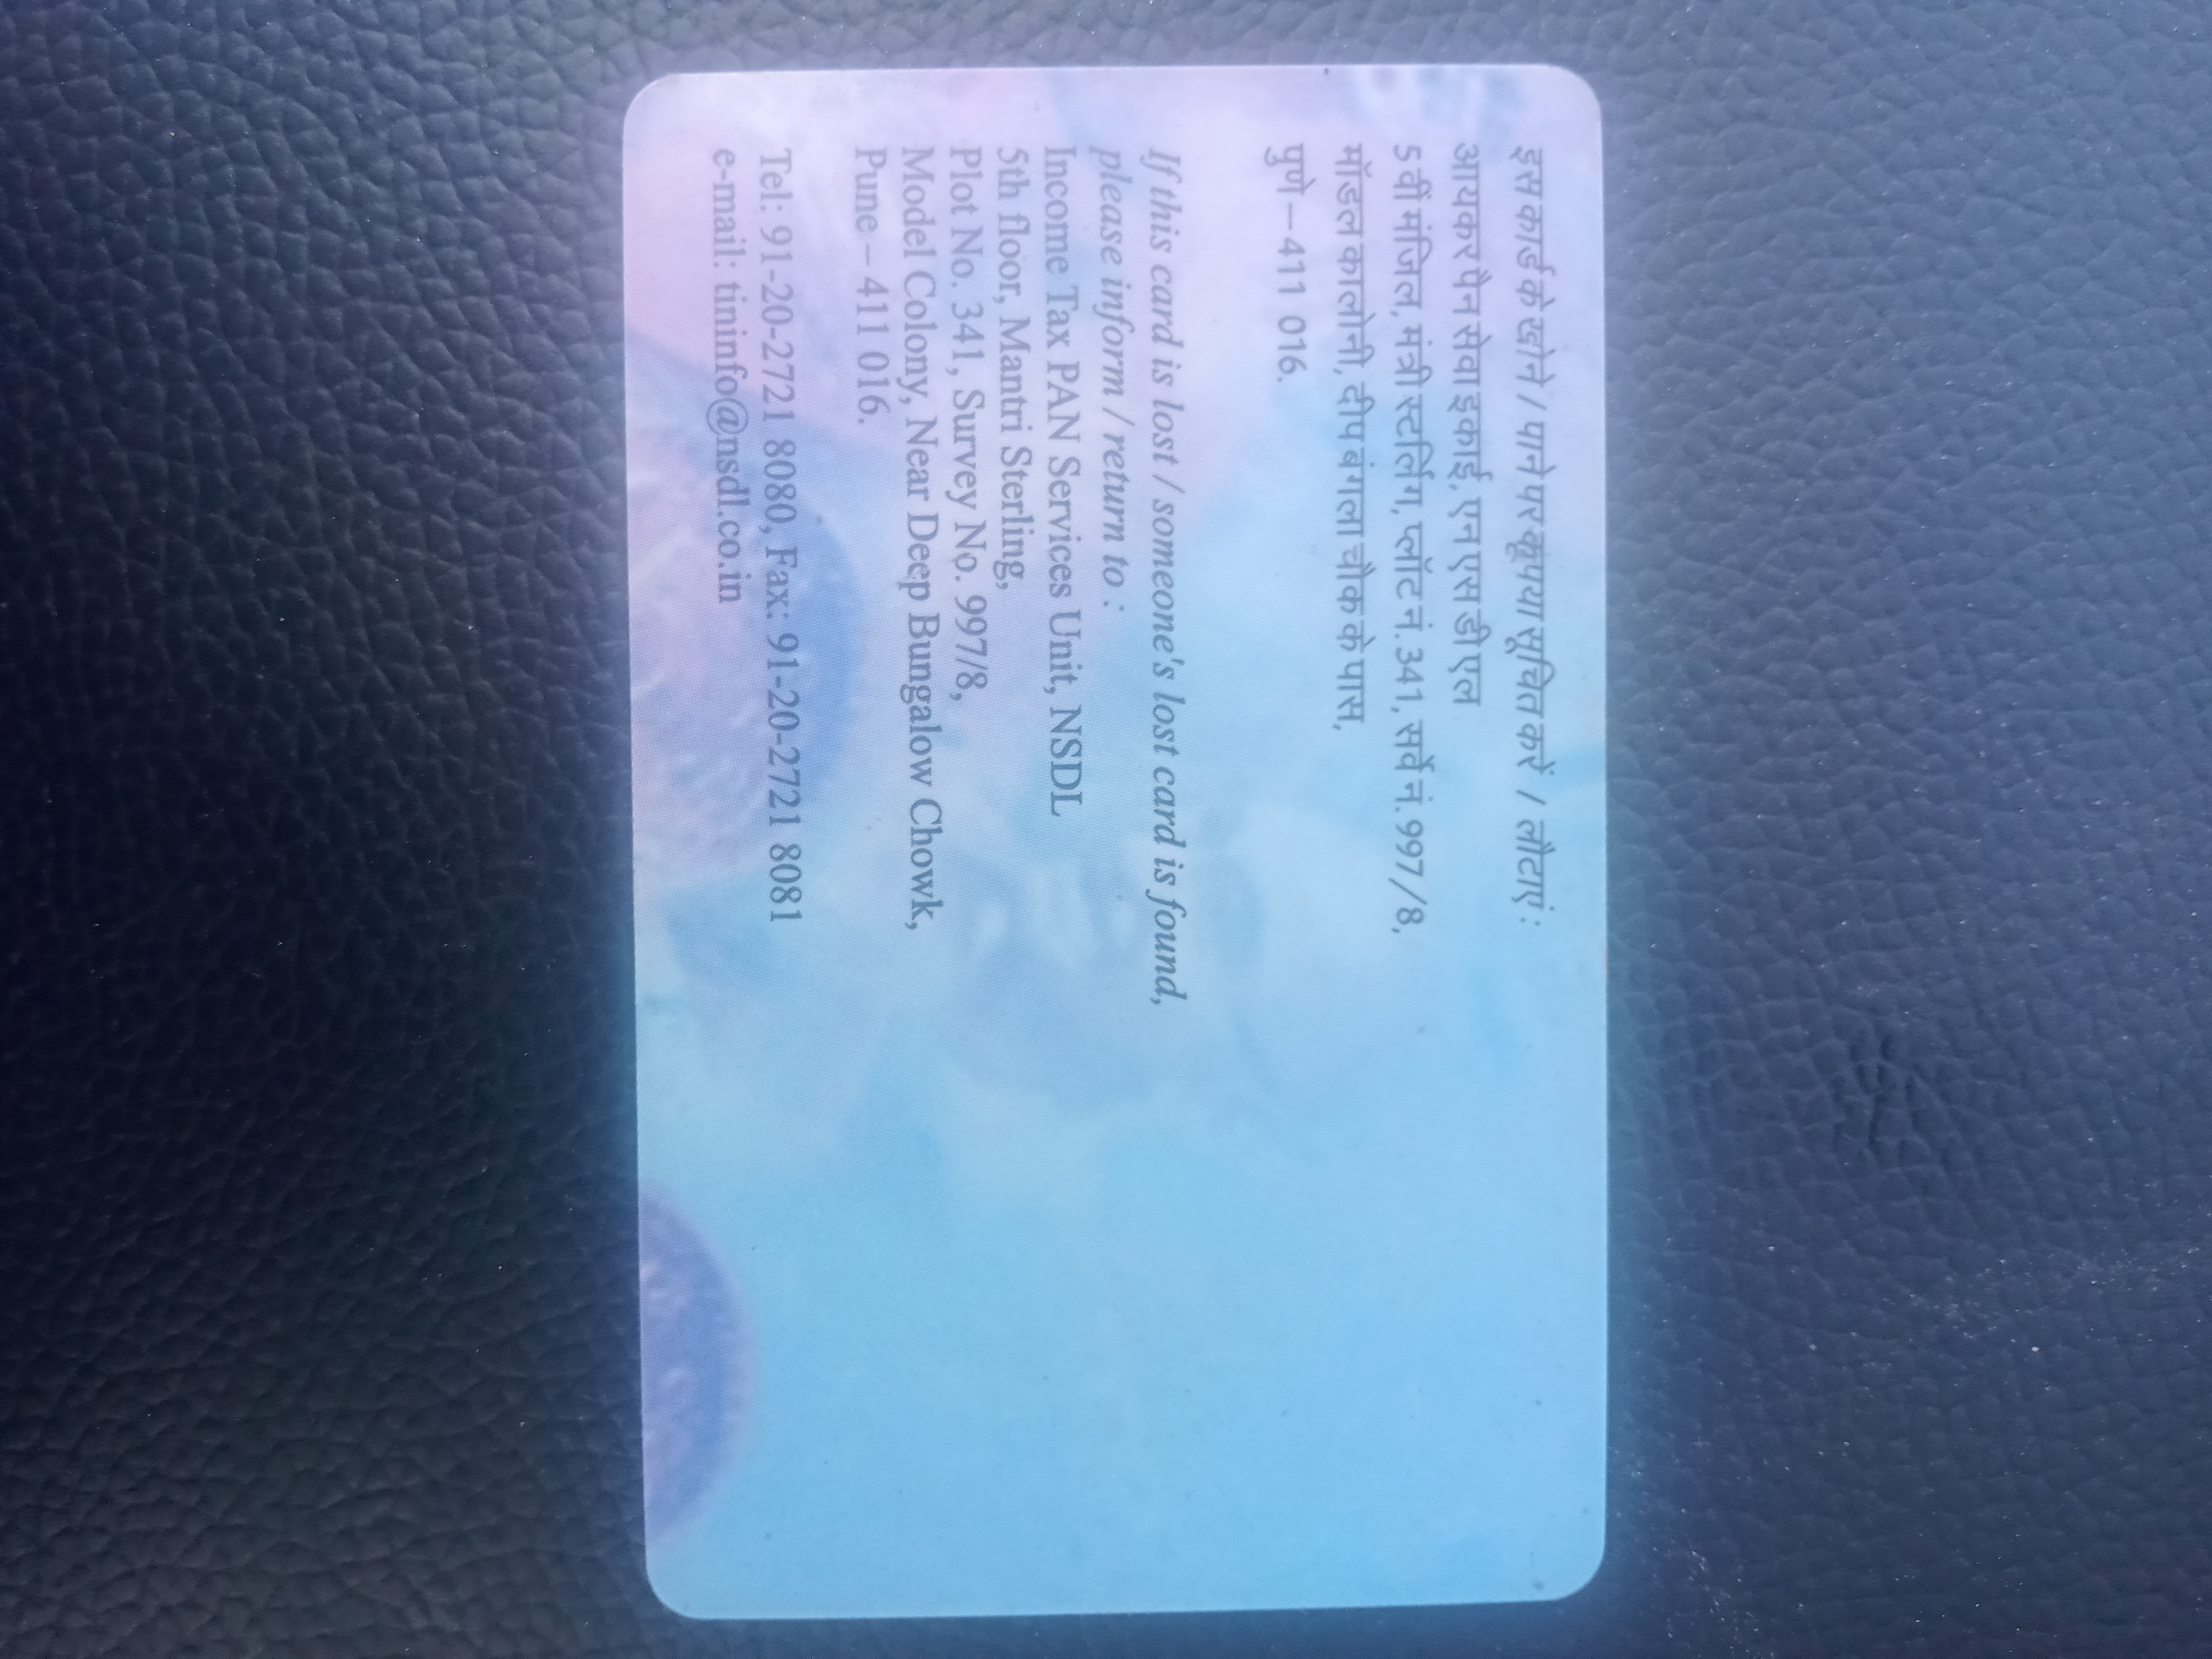 इस कार्ड के खोने / पाने पर कृपया सूचित करें / लौटाएं :
आयकर पैन सेवा इकाई, एन एस डी एल
5 वीं मंजिल, मंत्री स्टर्लिंग, प्लॉट नं. 341, सर्वे नं. 997/8,
मॉडल कालोनी, दीप बंगला चौक के पास,
पुणे – 411 016.
If this card is lost / someone's lost card is found,
please inform / return to :
Income Tax PAN Services Unit, NSDL
5th floor, Mantri Sterling,
Plot No. 341, Survey No. 997/8,
Model Colony, Near Deep Bungalow Chowk,
Pune – 411 016.
Tel: 91-20-2721 8080, Fax: 91-20-2721 8081
e-mail: tininfo@nsdl.co.in